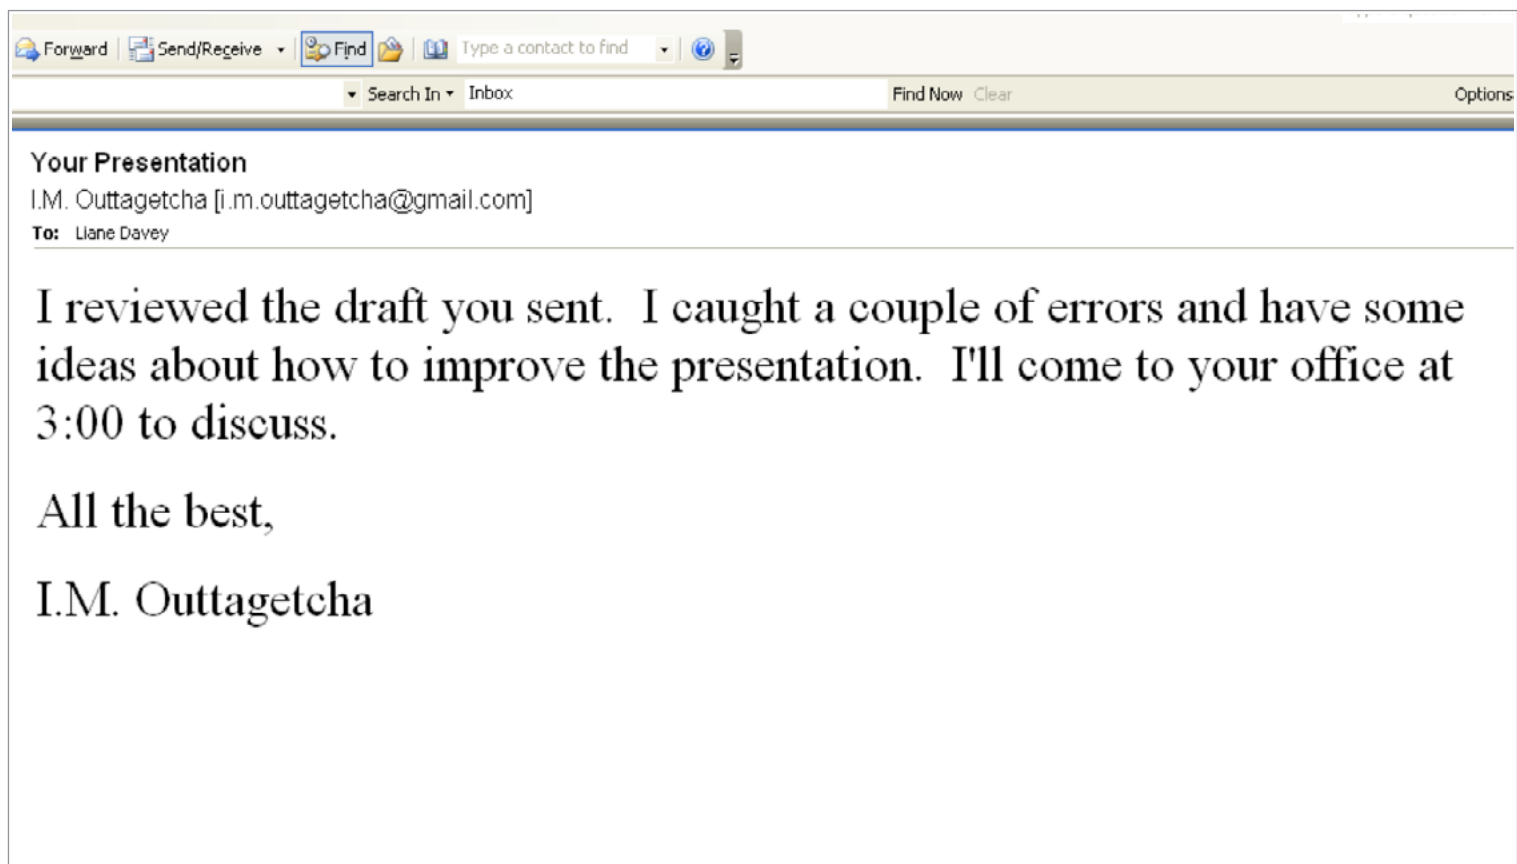 Forward Send/Receive Find Type a contact to find
Search In Inbox Find Now Clear Options
Your Presentation
I.M. Outtagetcha [i.m.outtagetcha@gmail.com]
To: Liane Davey
I reviewed the draft you sent.  I caught a couple of errors and have some
ideas about how to improve the presentation.  I'll come to your office at
3:00 to discuss.
All the best,
I.M. Outtagetcha